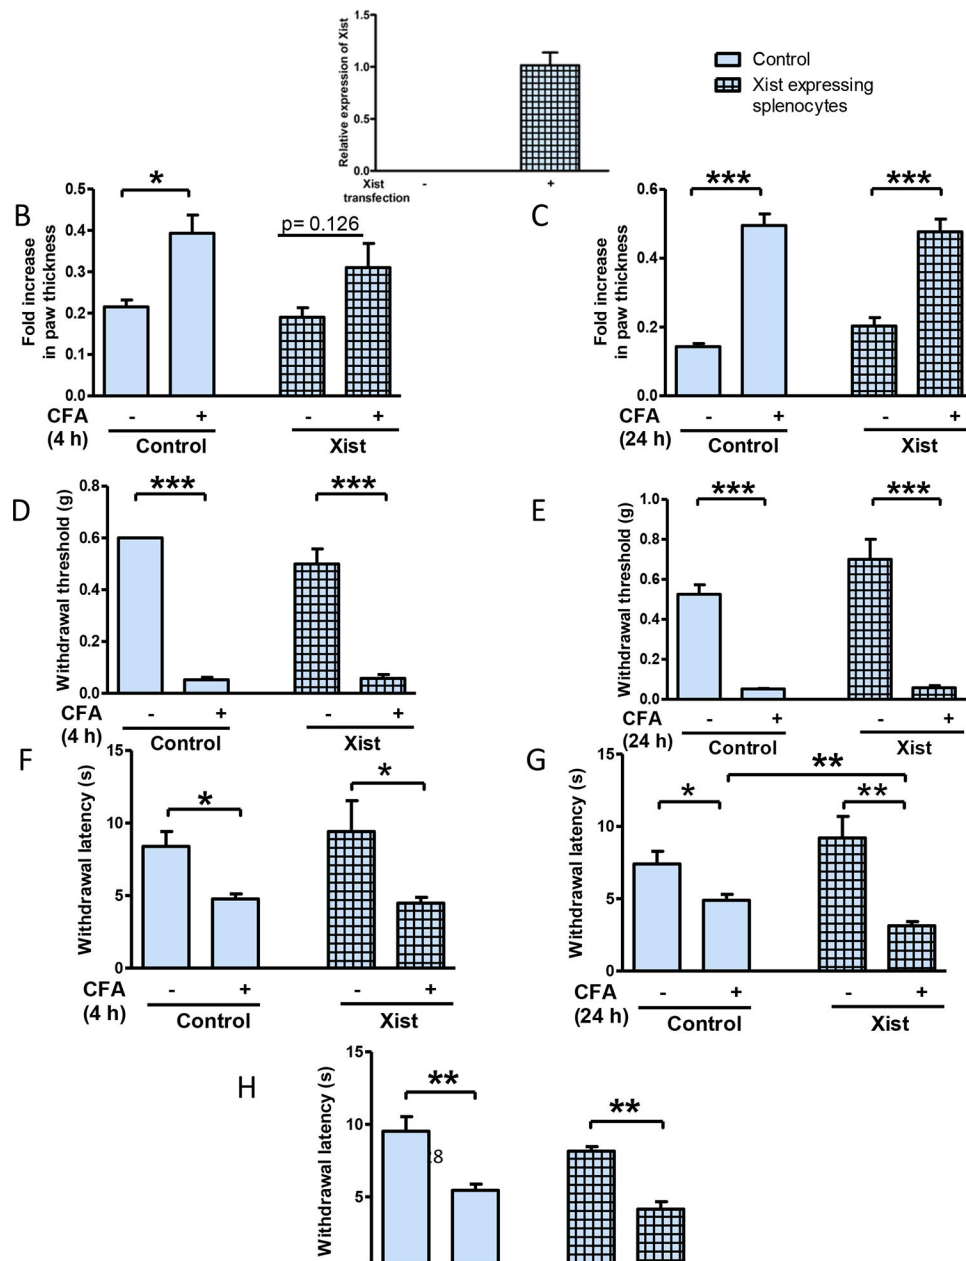 Relative expression of Xist
1.5
1.0
0.5
0.0
Xist
transfection
-
+
Control
Xist expressing
splenocytes
B
Fold increase
in paw thickness
0.5
0.4
0.3
0.2
0.1
0.0
*
p= 0.126
CFA
(4 h)
- + - +
Control Xist
C
Fold increase
in paw thickness
0.6
0.4
0.2
0.0
*** ***
CFA
(24 h)
- + - +
Control Xist
D
Withdrawal threshold (g)
0.8
0.6
0.4
0.2
0.0
*** ***
CFA
(4 h)
- + - +
Control Xist
E
Withdrawal threshold (g)
1.0
0.8
0.6
0.4
0.2
0.0
*** ***
CFA
(24 h)
- + - +
Control Xist
F
Withdrawal latency (s)
15
10
5
0
* *
CFA
(4 h)
- + - +
Control Xist
G
Withdrawal latency (s)
15
10
5
0
**
* **
CFA
(24 h)
- + - +
Control Xist
H
Withdrawal latency (s)
15
10
5
** **
28